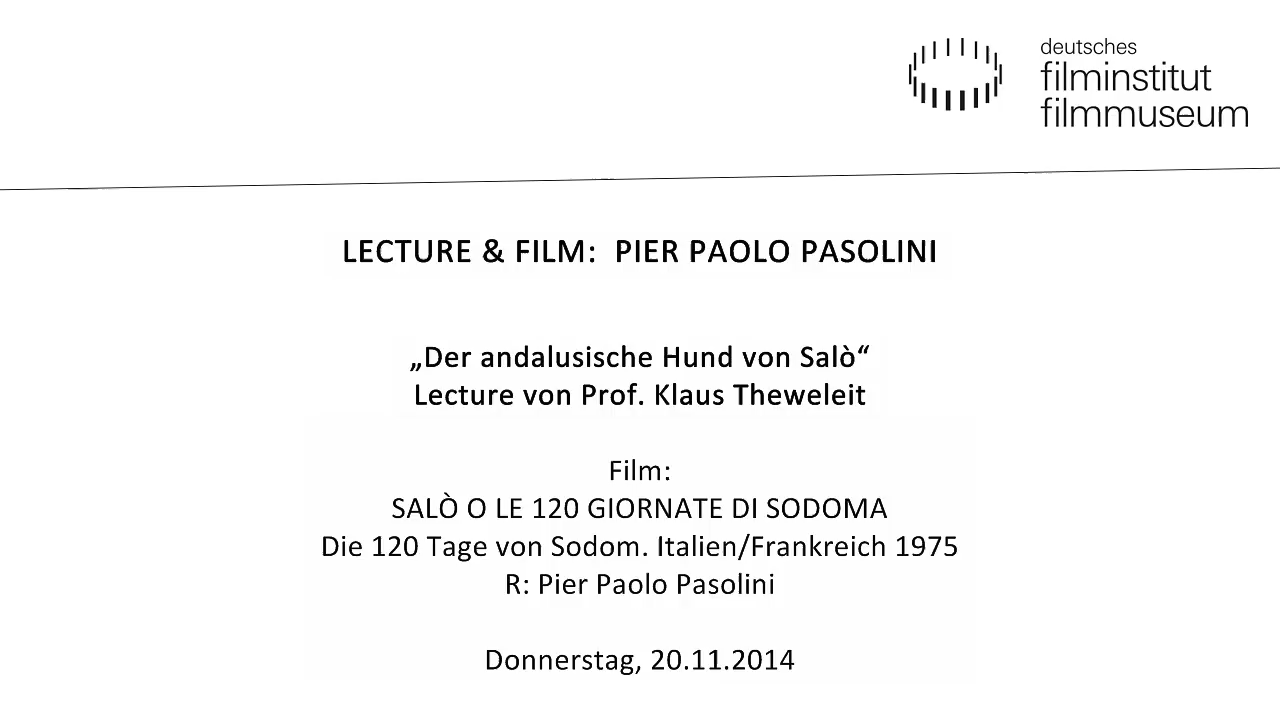 deutsches
filminstitut
filmmuseum
LECTURE & FILM: PIER PAOLO PASOLINI
„Der andalusische Hund von Salò“
Lecture von Prof. Klaus Theweleit
Film:
SALÒ O LE 120 GIORNATE DI SODOMA
Die 120 Tage von Sodom. Italien/Frankreich 1975
R: Pier Paolo Pasolini
Donnerstag, 20.11.2014